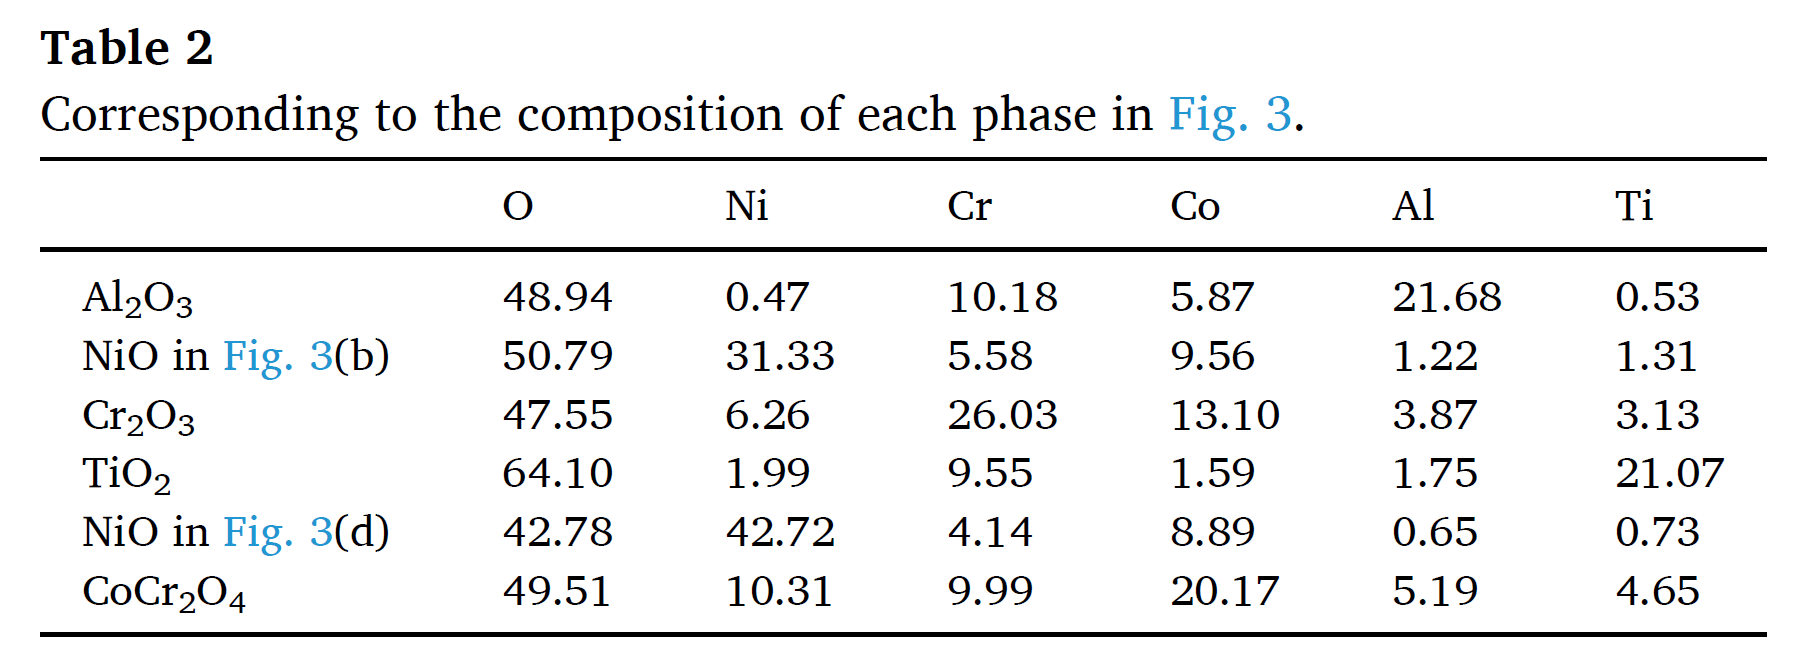 Table 2
Corresponding to the composition of each phase in Fig. 3.
O Ni Cr Co Al Ti
Al₂O₃ 48.94 0.47 10.18 5.87 21.68 0.53
NiO in Fig. 3(b) 50.79 31.33 5.58 9.56 1.22 1.31
Cr₂O₃ 47.55 6.26 26.03 13.10 3.87 3.13
TiO₂ 64.10 1.99 9.55 1.59 1.75 21.07
NiO in Fig. 3(d) 42.78 42.72 4.14 8.89 0.65 0.73
CoCr₂O₄ 49.51 10.31 9.99 20.17 5.19 4.65